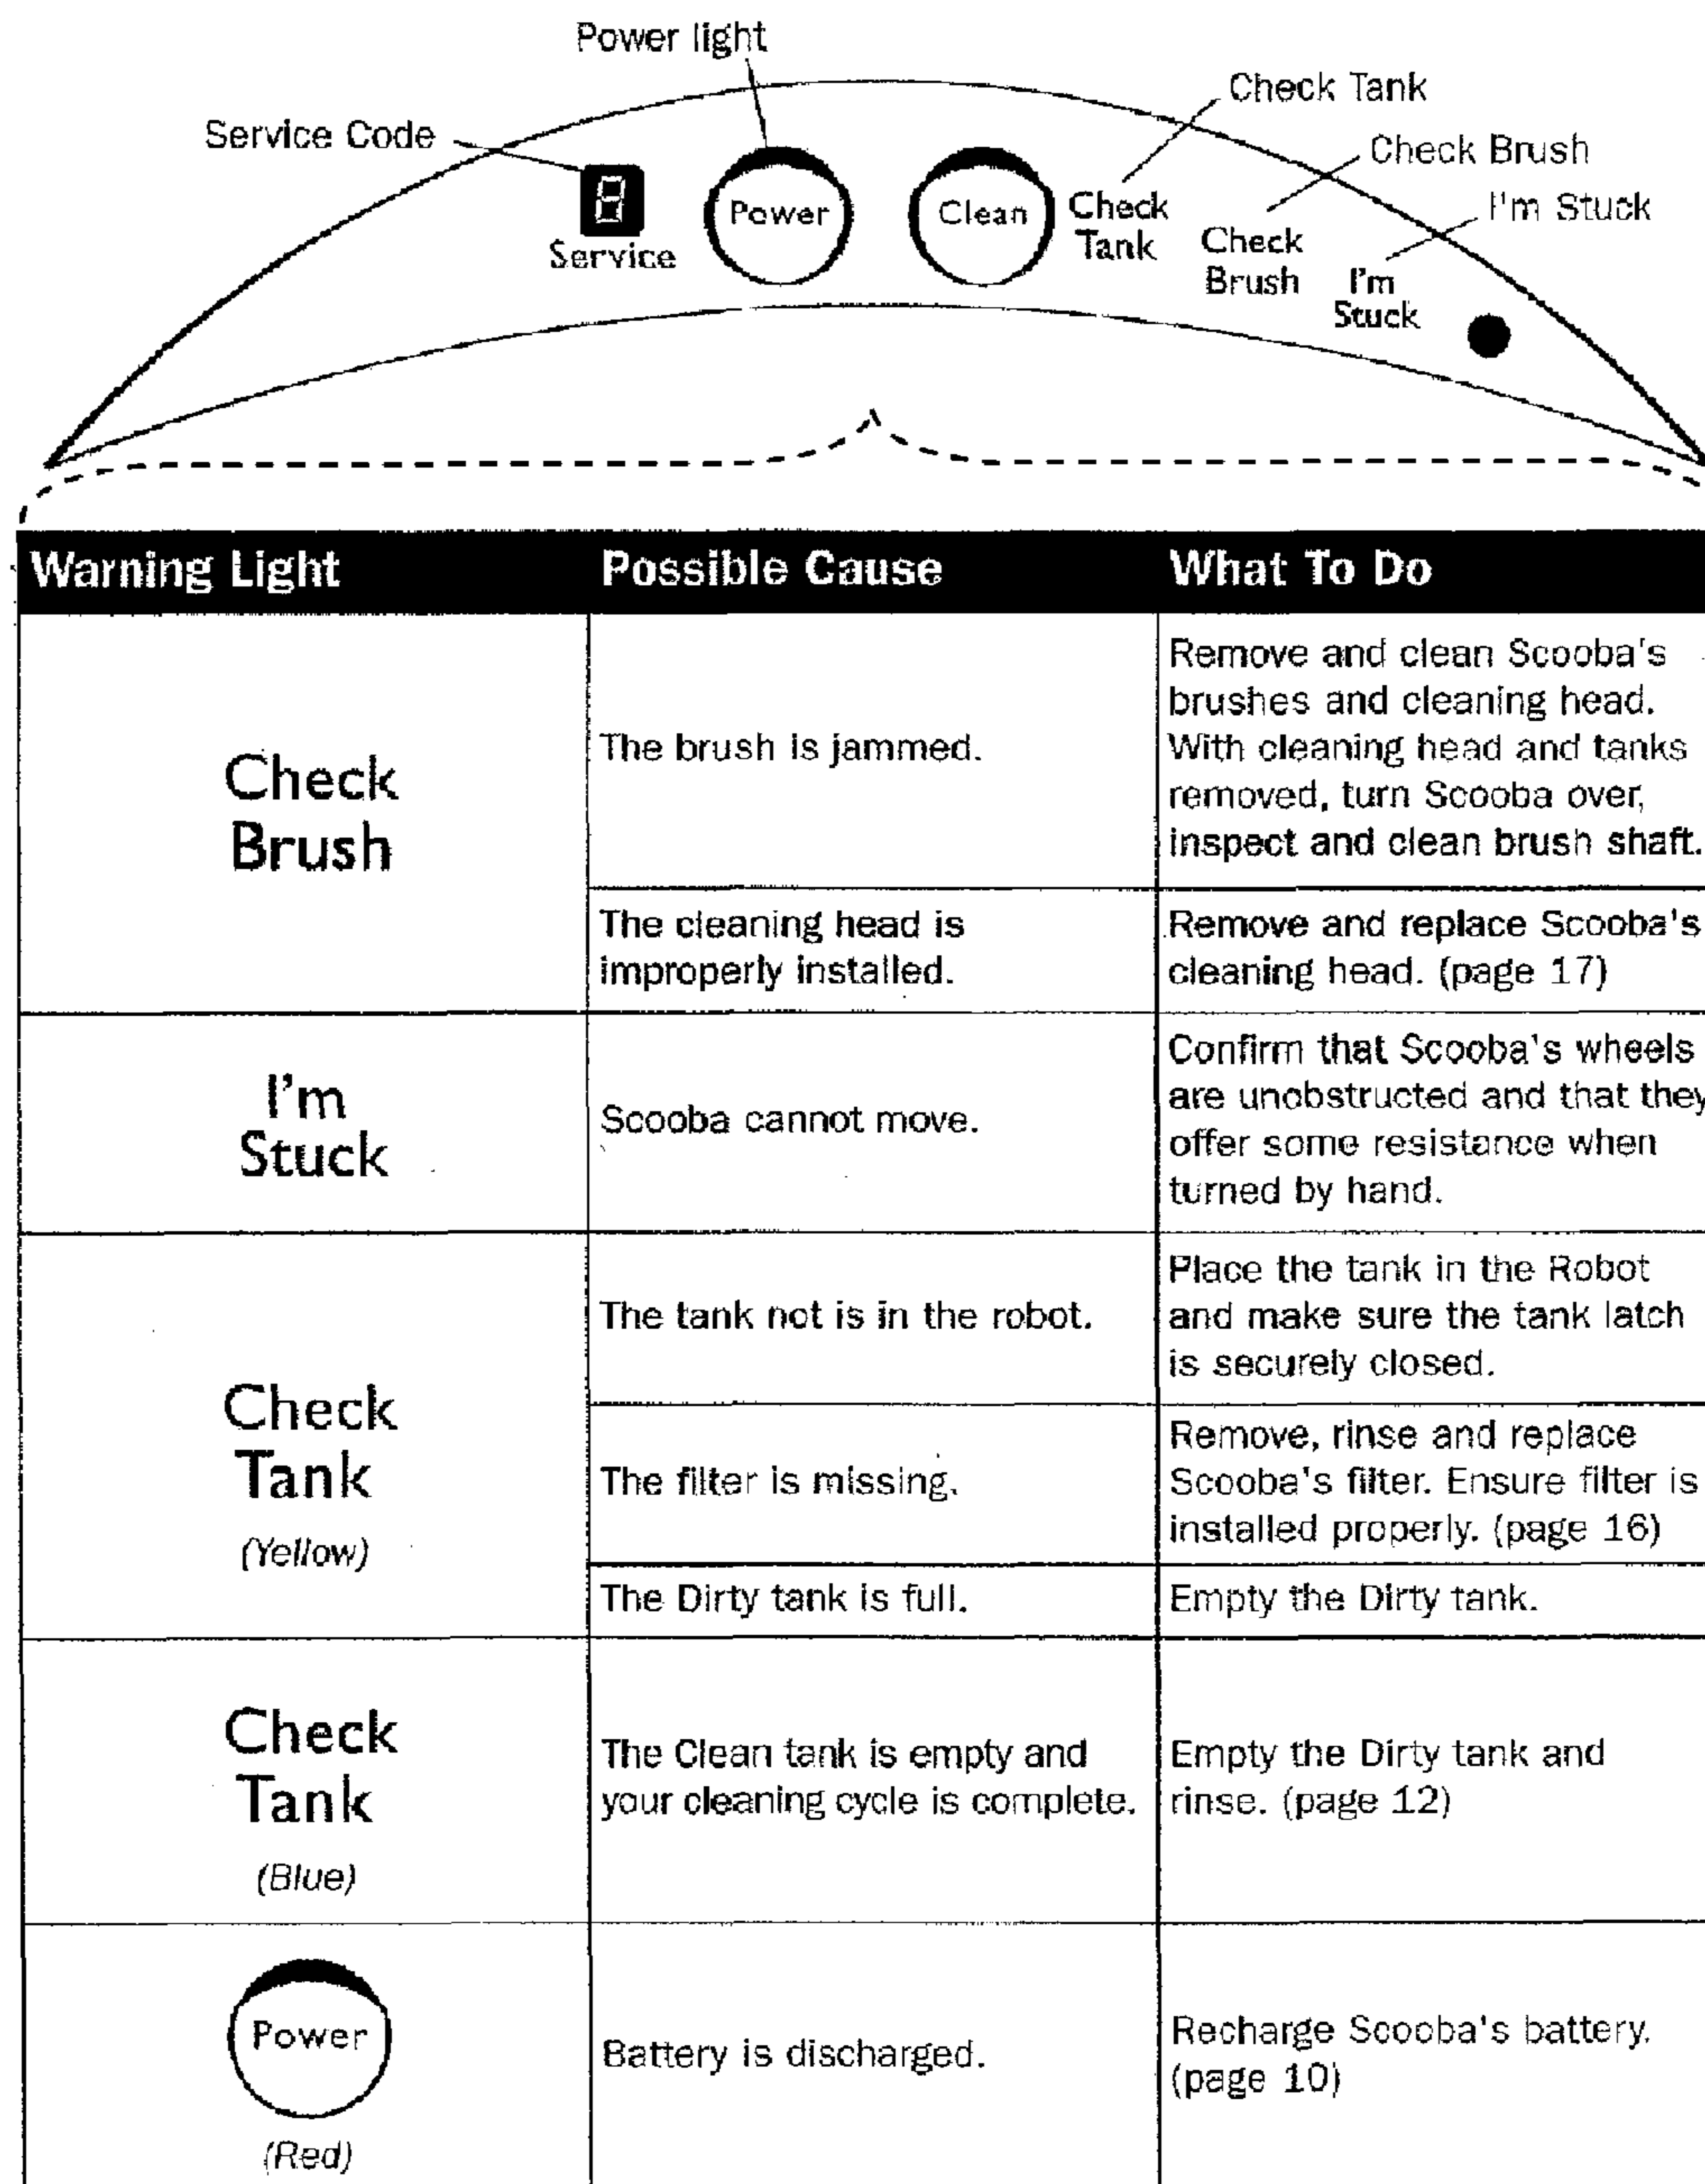 Power light
Check Tank
Service Code
Check Brush
I'm Stuck
8
Power
Clean
Check
Tank
Service
Check
Brush
I'm
Stuck
Warning Light
Possible Cause
What To Do
Check
Brush
The brush is jammed.
Remove and clean Scooba's
brushes and cleaning head.
With cleaning head and tanks
removed, turn Scooba over,
inspect and clean brush shaft.
The cleaning head is
improperly installed.
Remove and replace Scooba's
cleaning head. (page 17)
I'm
Stuck
Scooba cannot move.
Confirm that Scooba's wheels
are unobstructed and that they
offer some resistance when
turned by hand.
Check
Tank
(Yellow)
The tank not is in the robot.
Place the tank in the Robot
and make sure the tank latch
is securely closed.
The filter is missing.
Remove, rinse and replace
Scooba's filter. Ensure filter is
installed properly. (page 16)
The Dirty tank is full.
Empty the Dirty tank.
Check
Tank
(Blue)
The Clean tank is empty and
your cleaning cycle is complete.
Empty the Dirty tank and
rinse. (page 12)
Power
(Red)
Battery is discharged.
Recharge Scooba's battery.
(page 10)